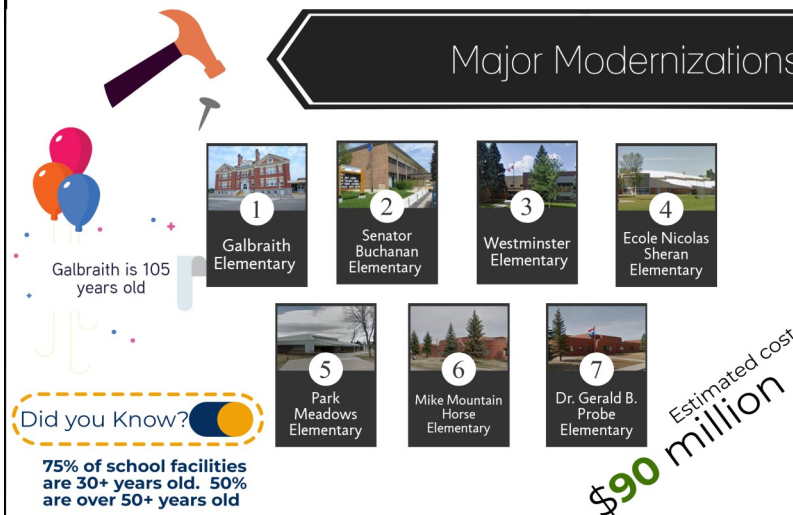 Major Modernizations
1
Galbraith
Elementary
2
Senator
Buchanan
Elementary
3
Westminster
Elementary
4
Ecole Nicolas
Sheran
Elementary
Galbraith is 105
years old
5
Park
Meadows
Elementary
6
Mike Mountain
Horse
Elementary
7
Dr. Gerald B.
Probe
Elementary
Estimated cost
$90 million
Did you Know?
75% of school facilities
are 30+ years old. 50%
are over 50+ years old